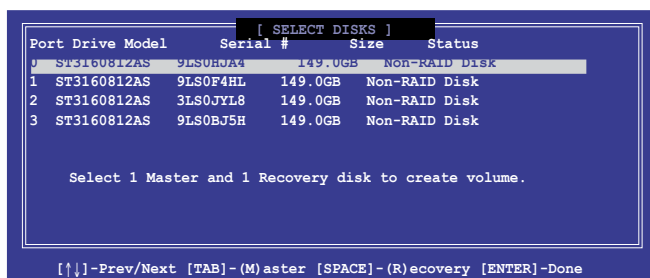 [ SELECT DISKS ]
Port Drive Model Serial # Size Status
0 ST3160812AS 9LS0HJA4 149.0GB Non-RAID Disk
1 ST3160812AS 9LS0F4HL 149.0GB Non-RAID Disk
2 ST3160812AS 3LS0JYL8 149.0GB Non-RAID Disk
3 ST3160812AS 9LS0BJ5H 149.0GB Non-RAID Disk
Select 1 Master and 1 Recovery disk to create volume.
[↑↓]-Prev/Next [TAB]-(M)aster [SPACE]-(R)ecovery [ENTER]-Done